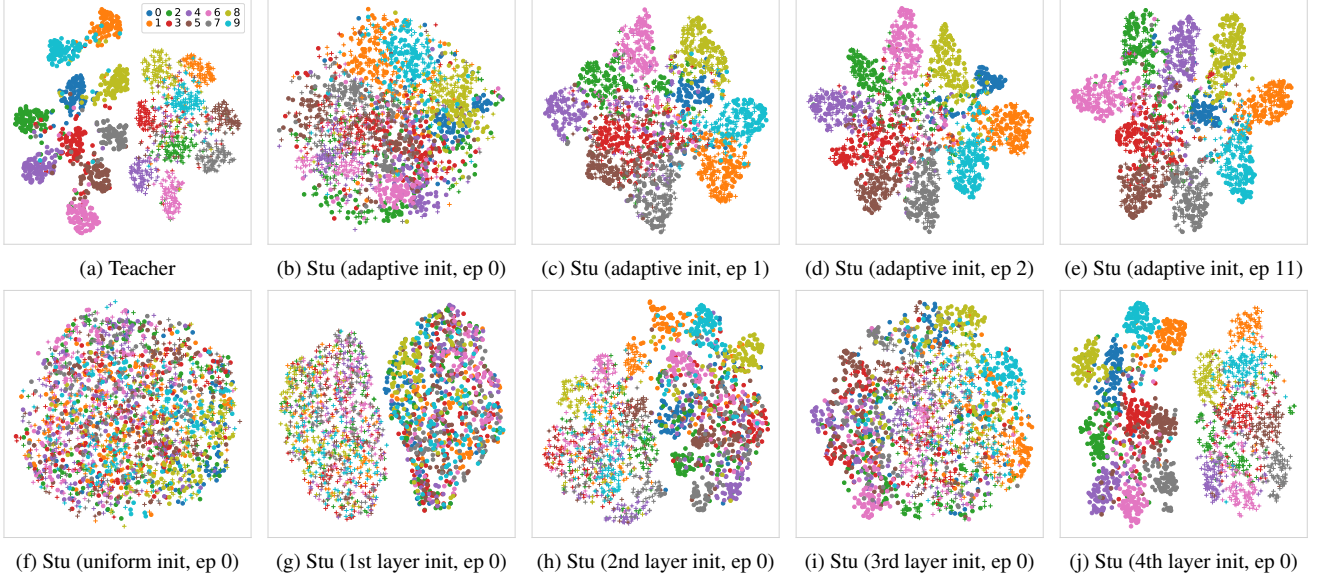 0 2 4 6 8
1 3 5 7 9
(a) Teacher
(b) Stu (adaptive init, ep 0)
(c) Stu (adaptive init, ep 1)
(d) Stu (adaptive init, ep 2)
(e) Stu (adaptive init, ep 11)
(f) Stu (uniform init, ep 0)
(g) Stu (1st layer init, ep 0)
(h) Stu (2nd layer init, ep 0)
(i) Stu (3rd layer init, ep 0)
(j) Stu (4th layer init, ep 0)